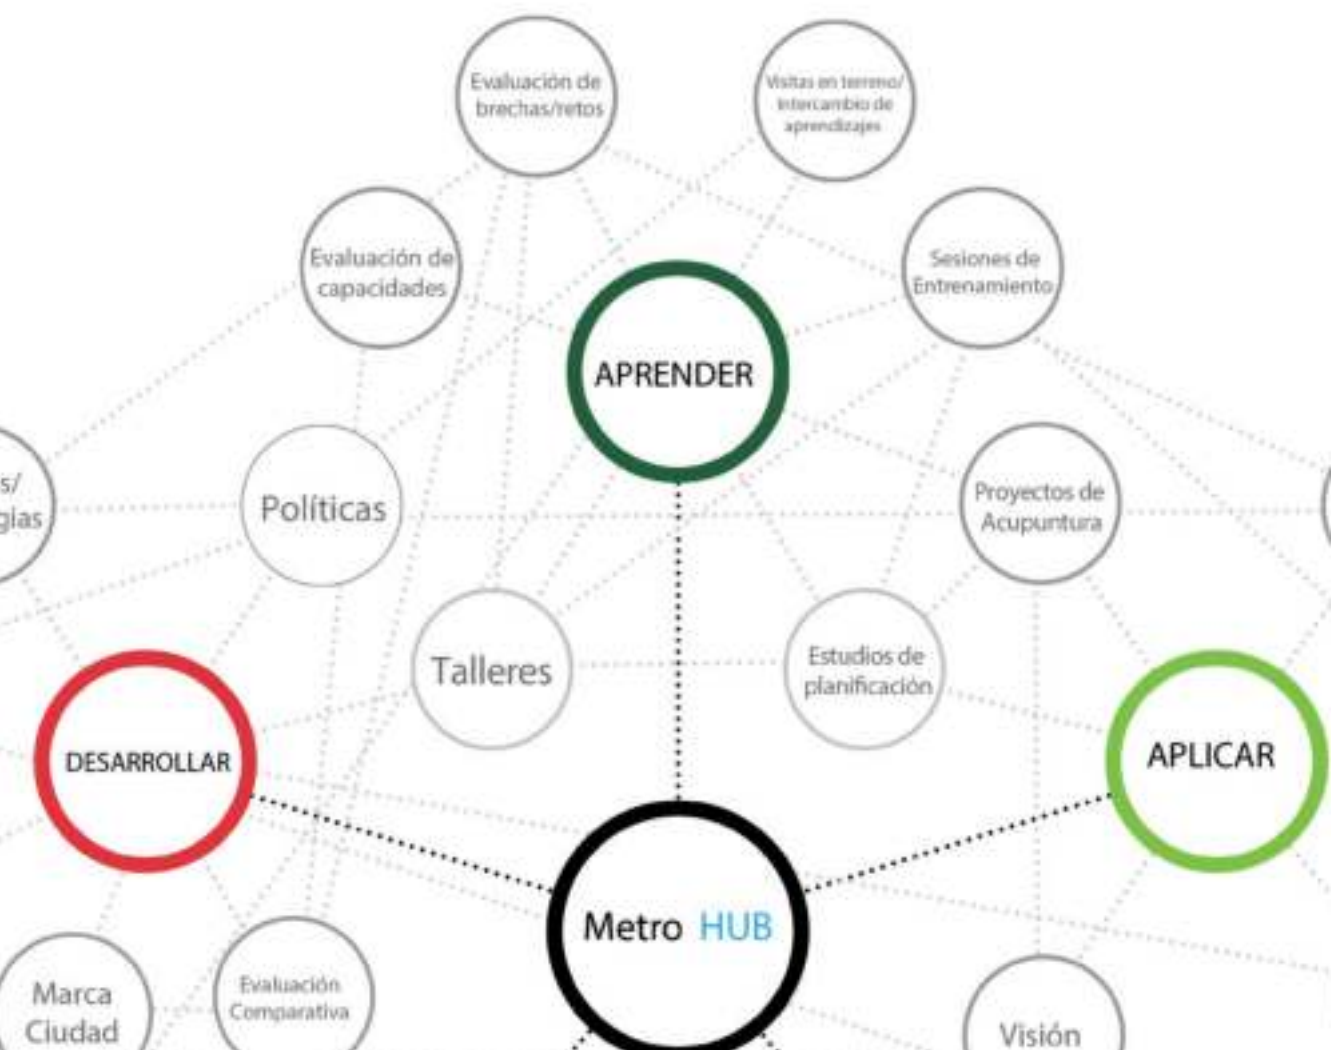 Evaluación de
brechas/retos
Visitas en terreno/
Intercambio de
aprendizajes
Evaluación de
capacidades
Sesiones de
Entrenamiento
APRENDER
s/
gias
Políticas
Proyectos de
Acupuntura
Talleres
Estudios de
planificación
DESARROLLAR
APLICAR
Metro HUB
Marca
Ciudad
Evaluación
Comparativa
Visión